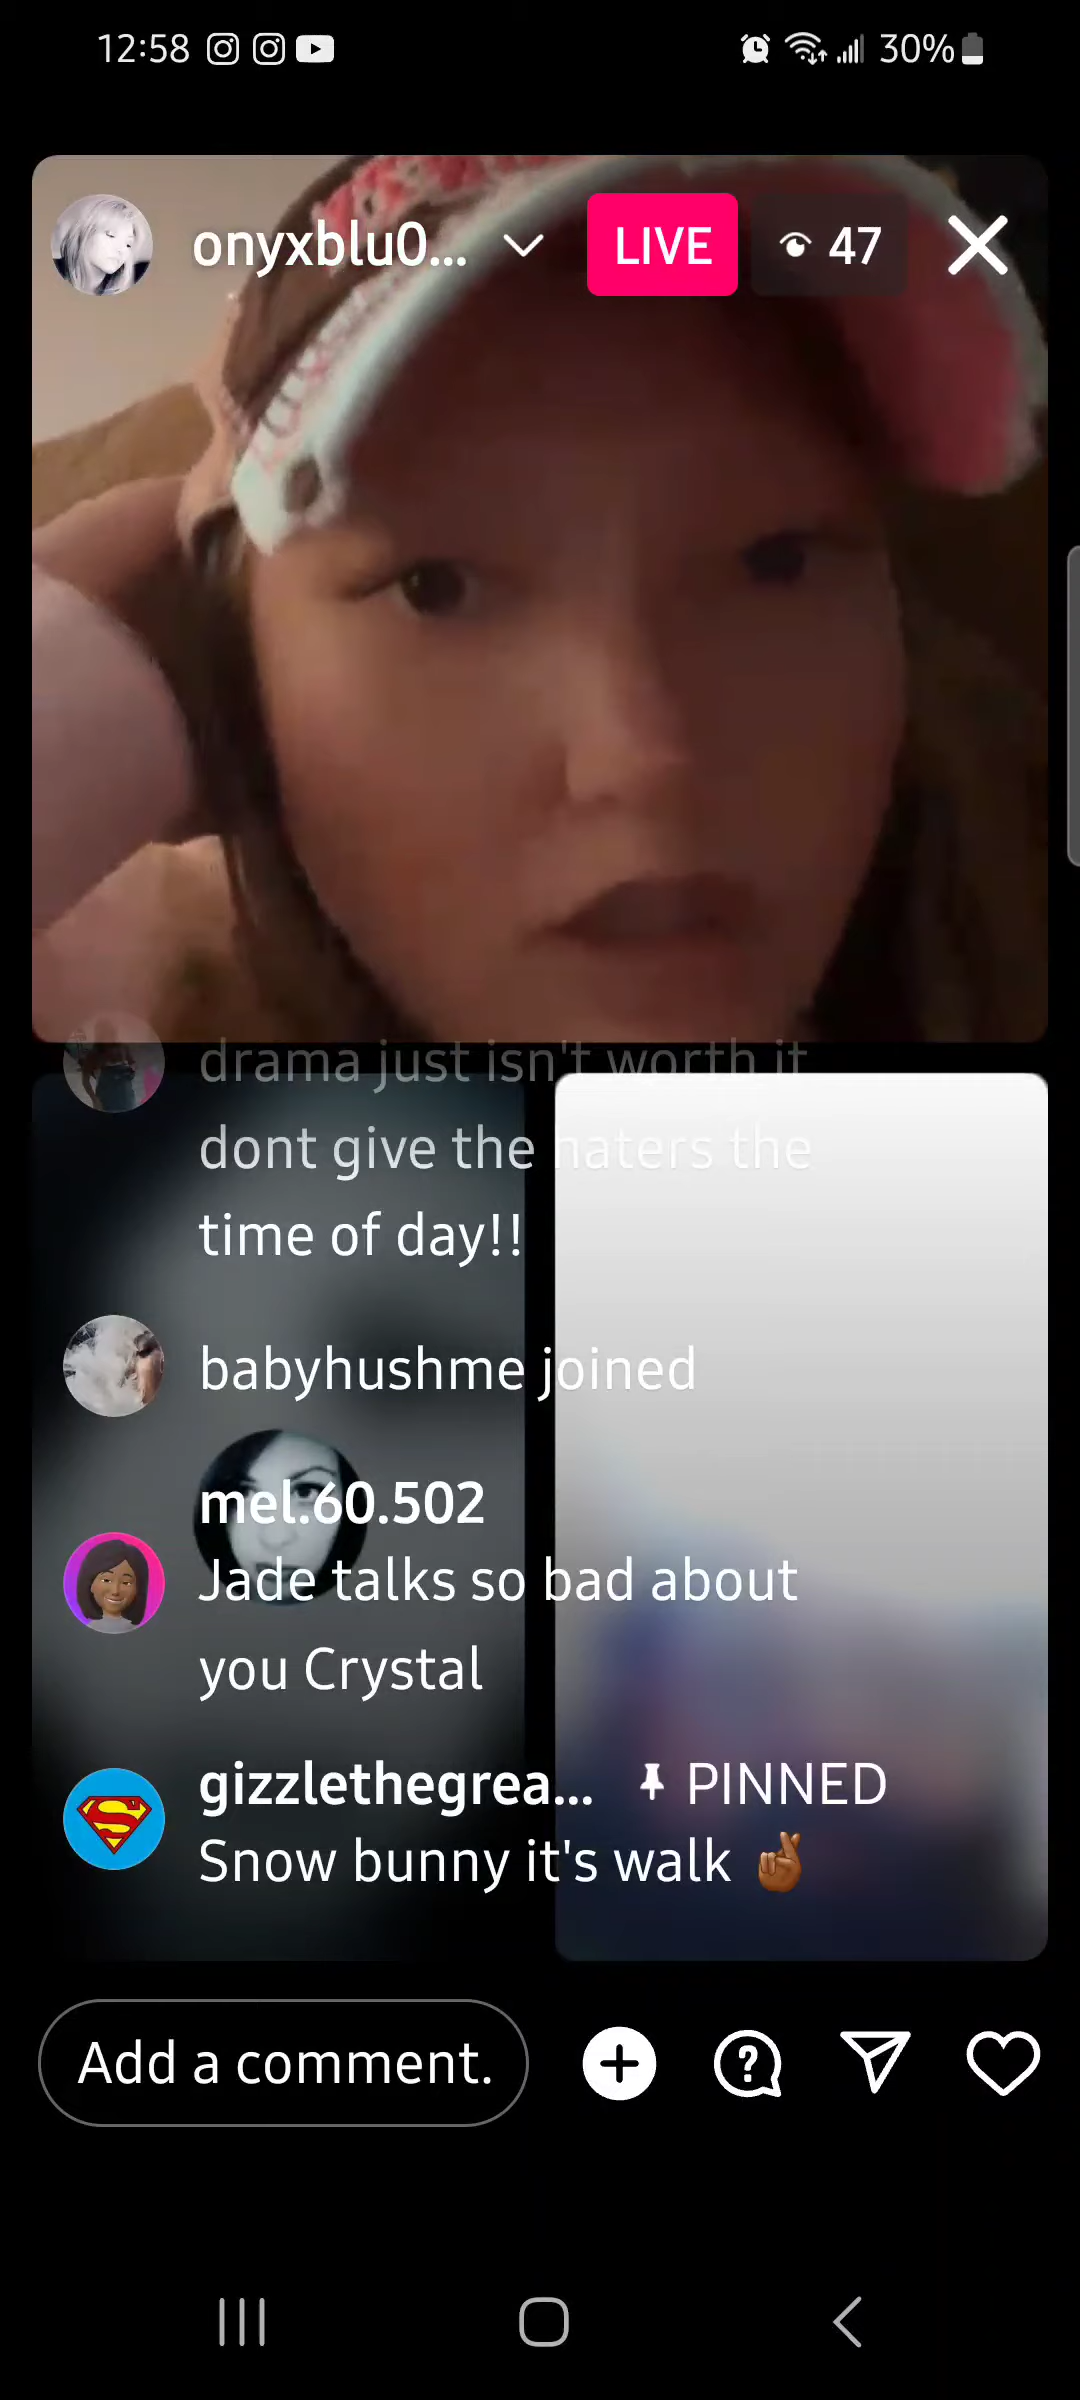 12:58 30%
onyxblu0... LIVE 47
drama just isn't worth it
dont give the haters the
time of day!!
babyhushme joined
mel.60.502
Jade talks so bad about
you Crystal
gizzlethegrea... PINNED
Snow bunny it's walk 🤞🏾
Add a comment.